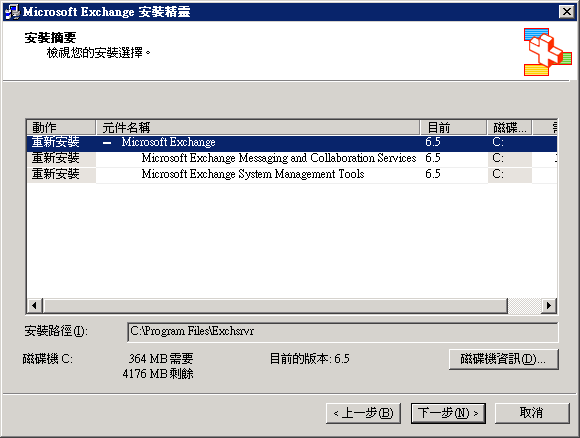 Microsoft Exchange 安裝精靈
安裝摘要
檢視您的安裝選擇。
動作 元件名稱 目前 磁碟...
重新安裝 Microsoft Exchange 6.5 C:
重新安裝 Microsoft Exchange Messaging and Collaboration Services 6.5 C:
重新安裝 Microsoft Exchange System Management Tools 6.5 C:
安裝路徑(I): C:\Program Files\Exchsrvr
磁碟機 C: 364 MB 需要 目前的版本: 6.5 磁碟機資訊(D)...
4176 MB 剩餘
< 上一步(B) 下一步(N) > 取消